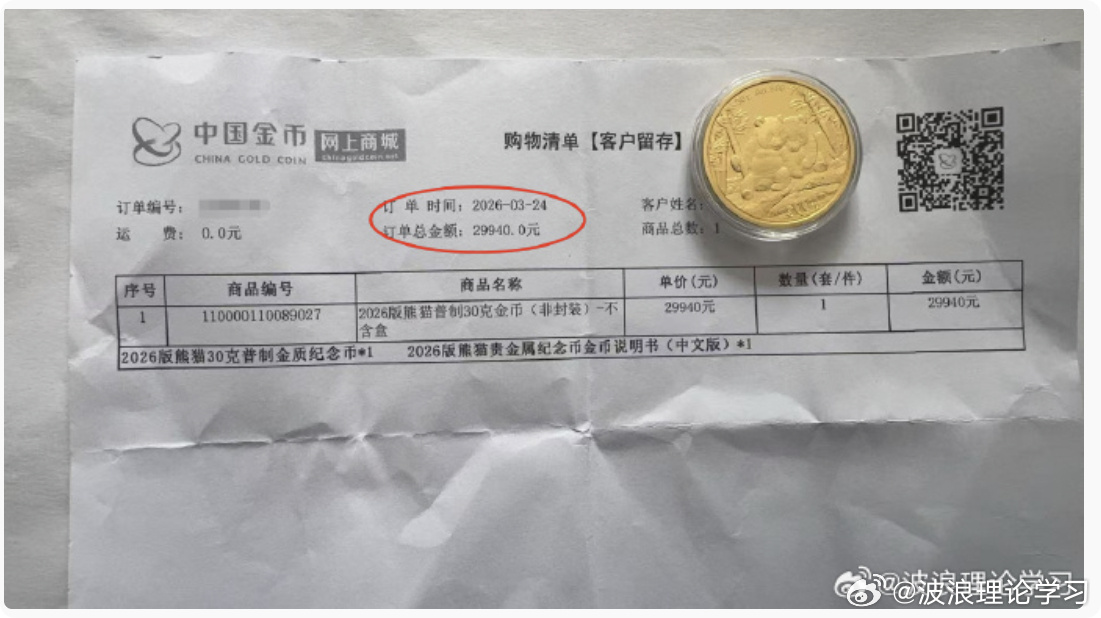 中国金币 网上商城
CHINA GOLD COIN chinagoldcoin.net
购物清单【客户留存】
订单编号：
订 单 时间：2026-03-24
客户姓名：
运 费：0.0元
订单总金额：29940.0元
商品总数：1
序号 商品编号 商品名称 单价(元) 数量(套/件) 金额(元)
1 110000110089027 2026版熊猫普制30克金币（非封装）-不
含盒 29940元 1 29940元
2026版熊猫30克普制金质纪念币*1 2026版熊猫贵金属纪念币金币说明书（中文版）*1
@波浪理论学习
@波浪理论学习